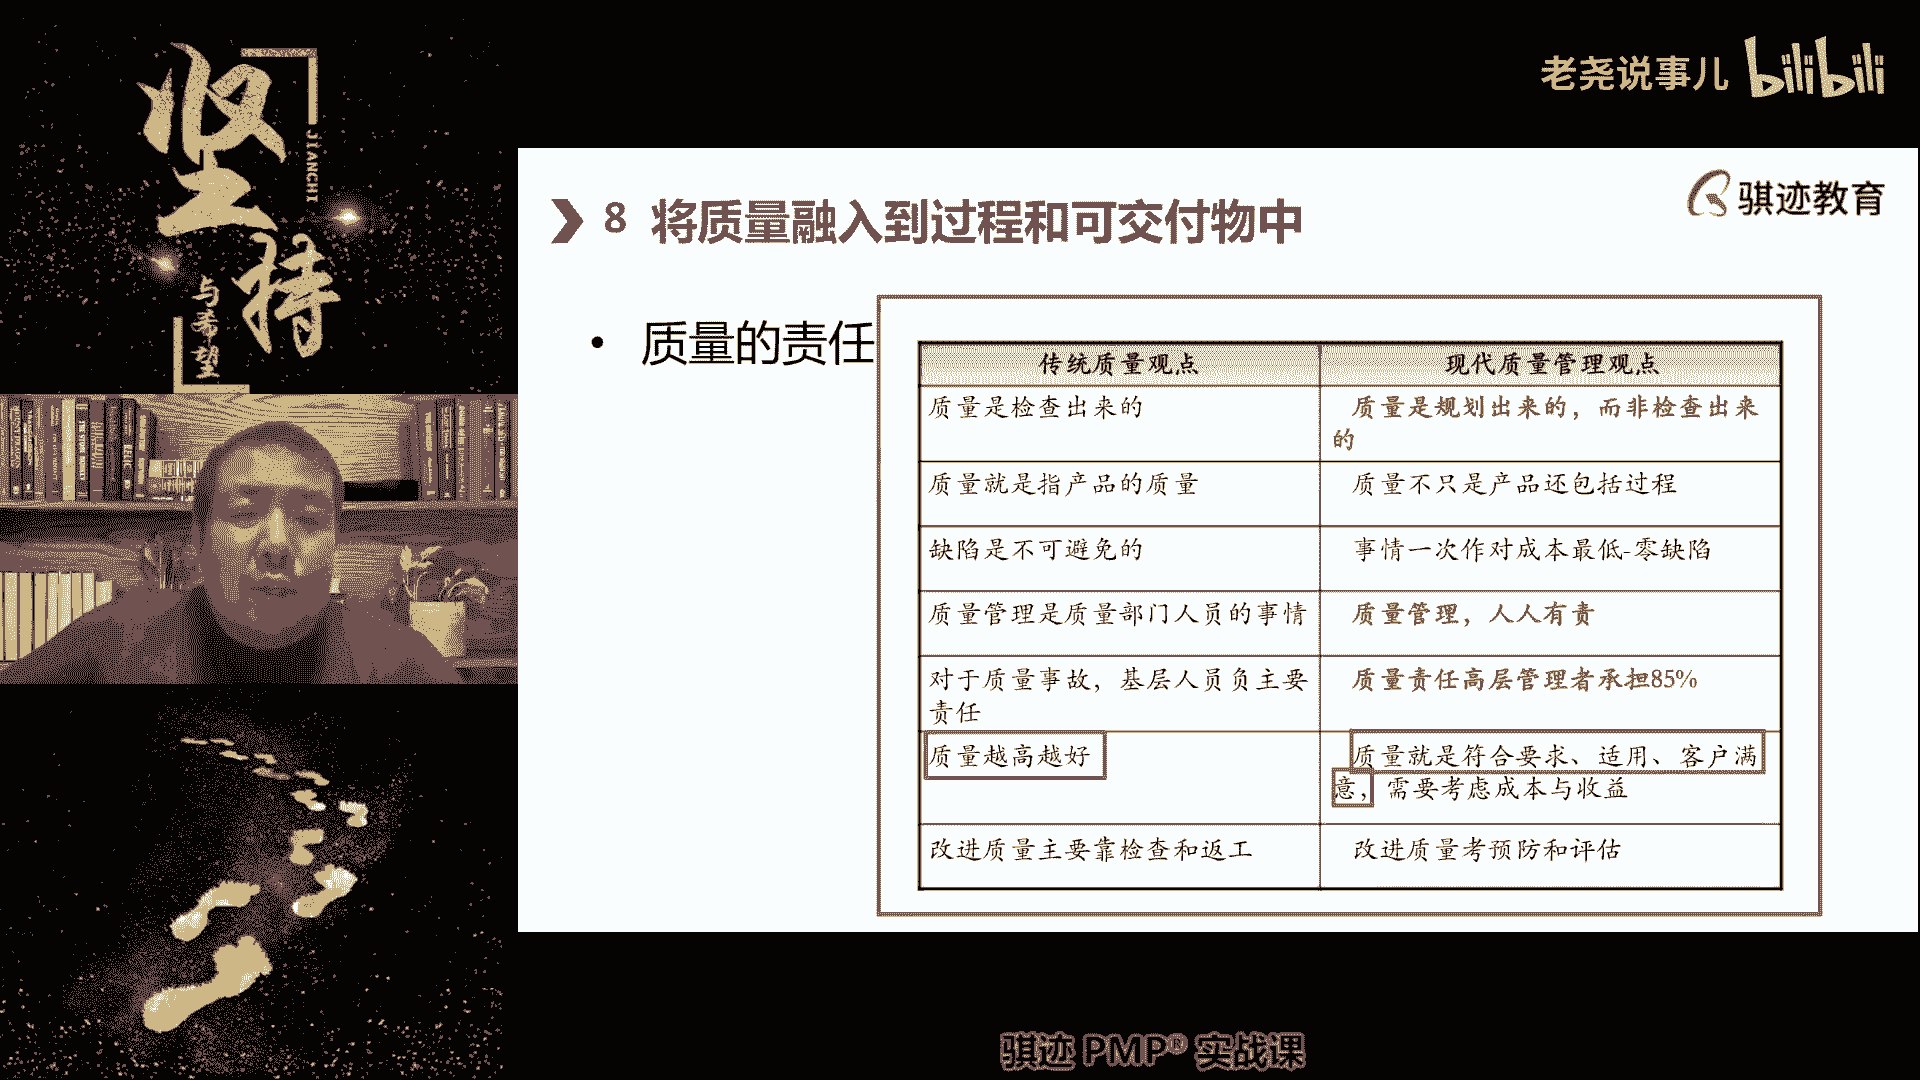 坚持
JIANCHI
与希望
老尧说事儿 bilibili
骐迹教育
8 将质量融入到过程和可交付物中
• 质量的责任
传统质量观点
现代质量管理观点
质量是检查出来的
质量是规划出来的，而非检查出来
的
质量就是指产品的质量
质量不只是产品还包括过程
缺陷是不可避免的
事情一次作对成本最低-零缺陷
质量管理是质量部门人员的事情
质量管理，人人有责
对于质量事故，基层人员负主要
责任
质量责任高层管理者承担85%
质量越高越好
质量就是符合要求、适用、客户满
意，需要考虑成本与收益
改进质量主要靠检查和返工
改进质量考预防和评估
骐迹 PMP® 实战课